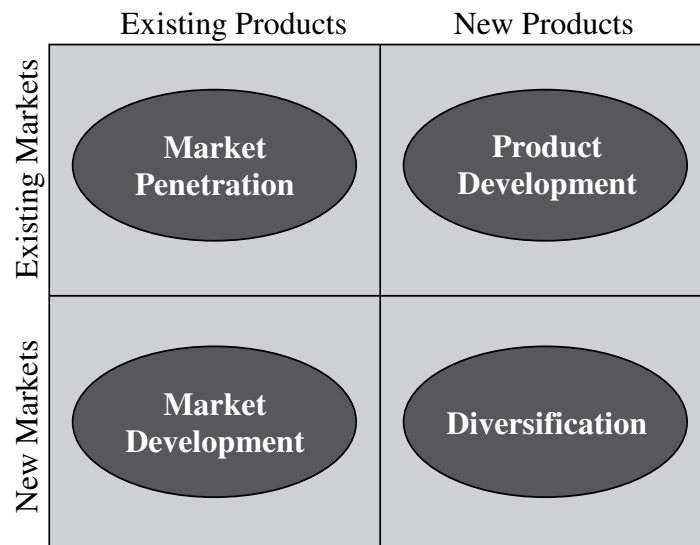 Existing Products
New Products
Existing Markets
Market
Penetration
Product
Development
New Markets
Market
Development
Diversification